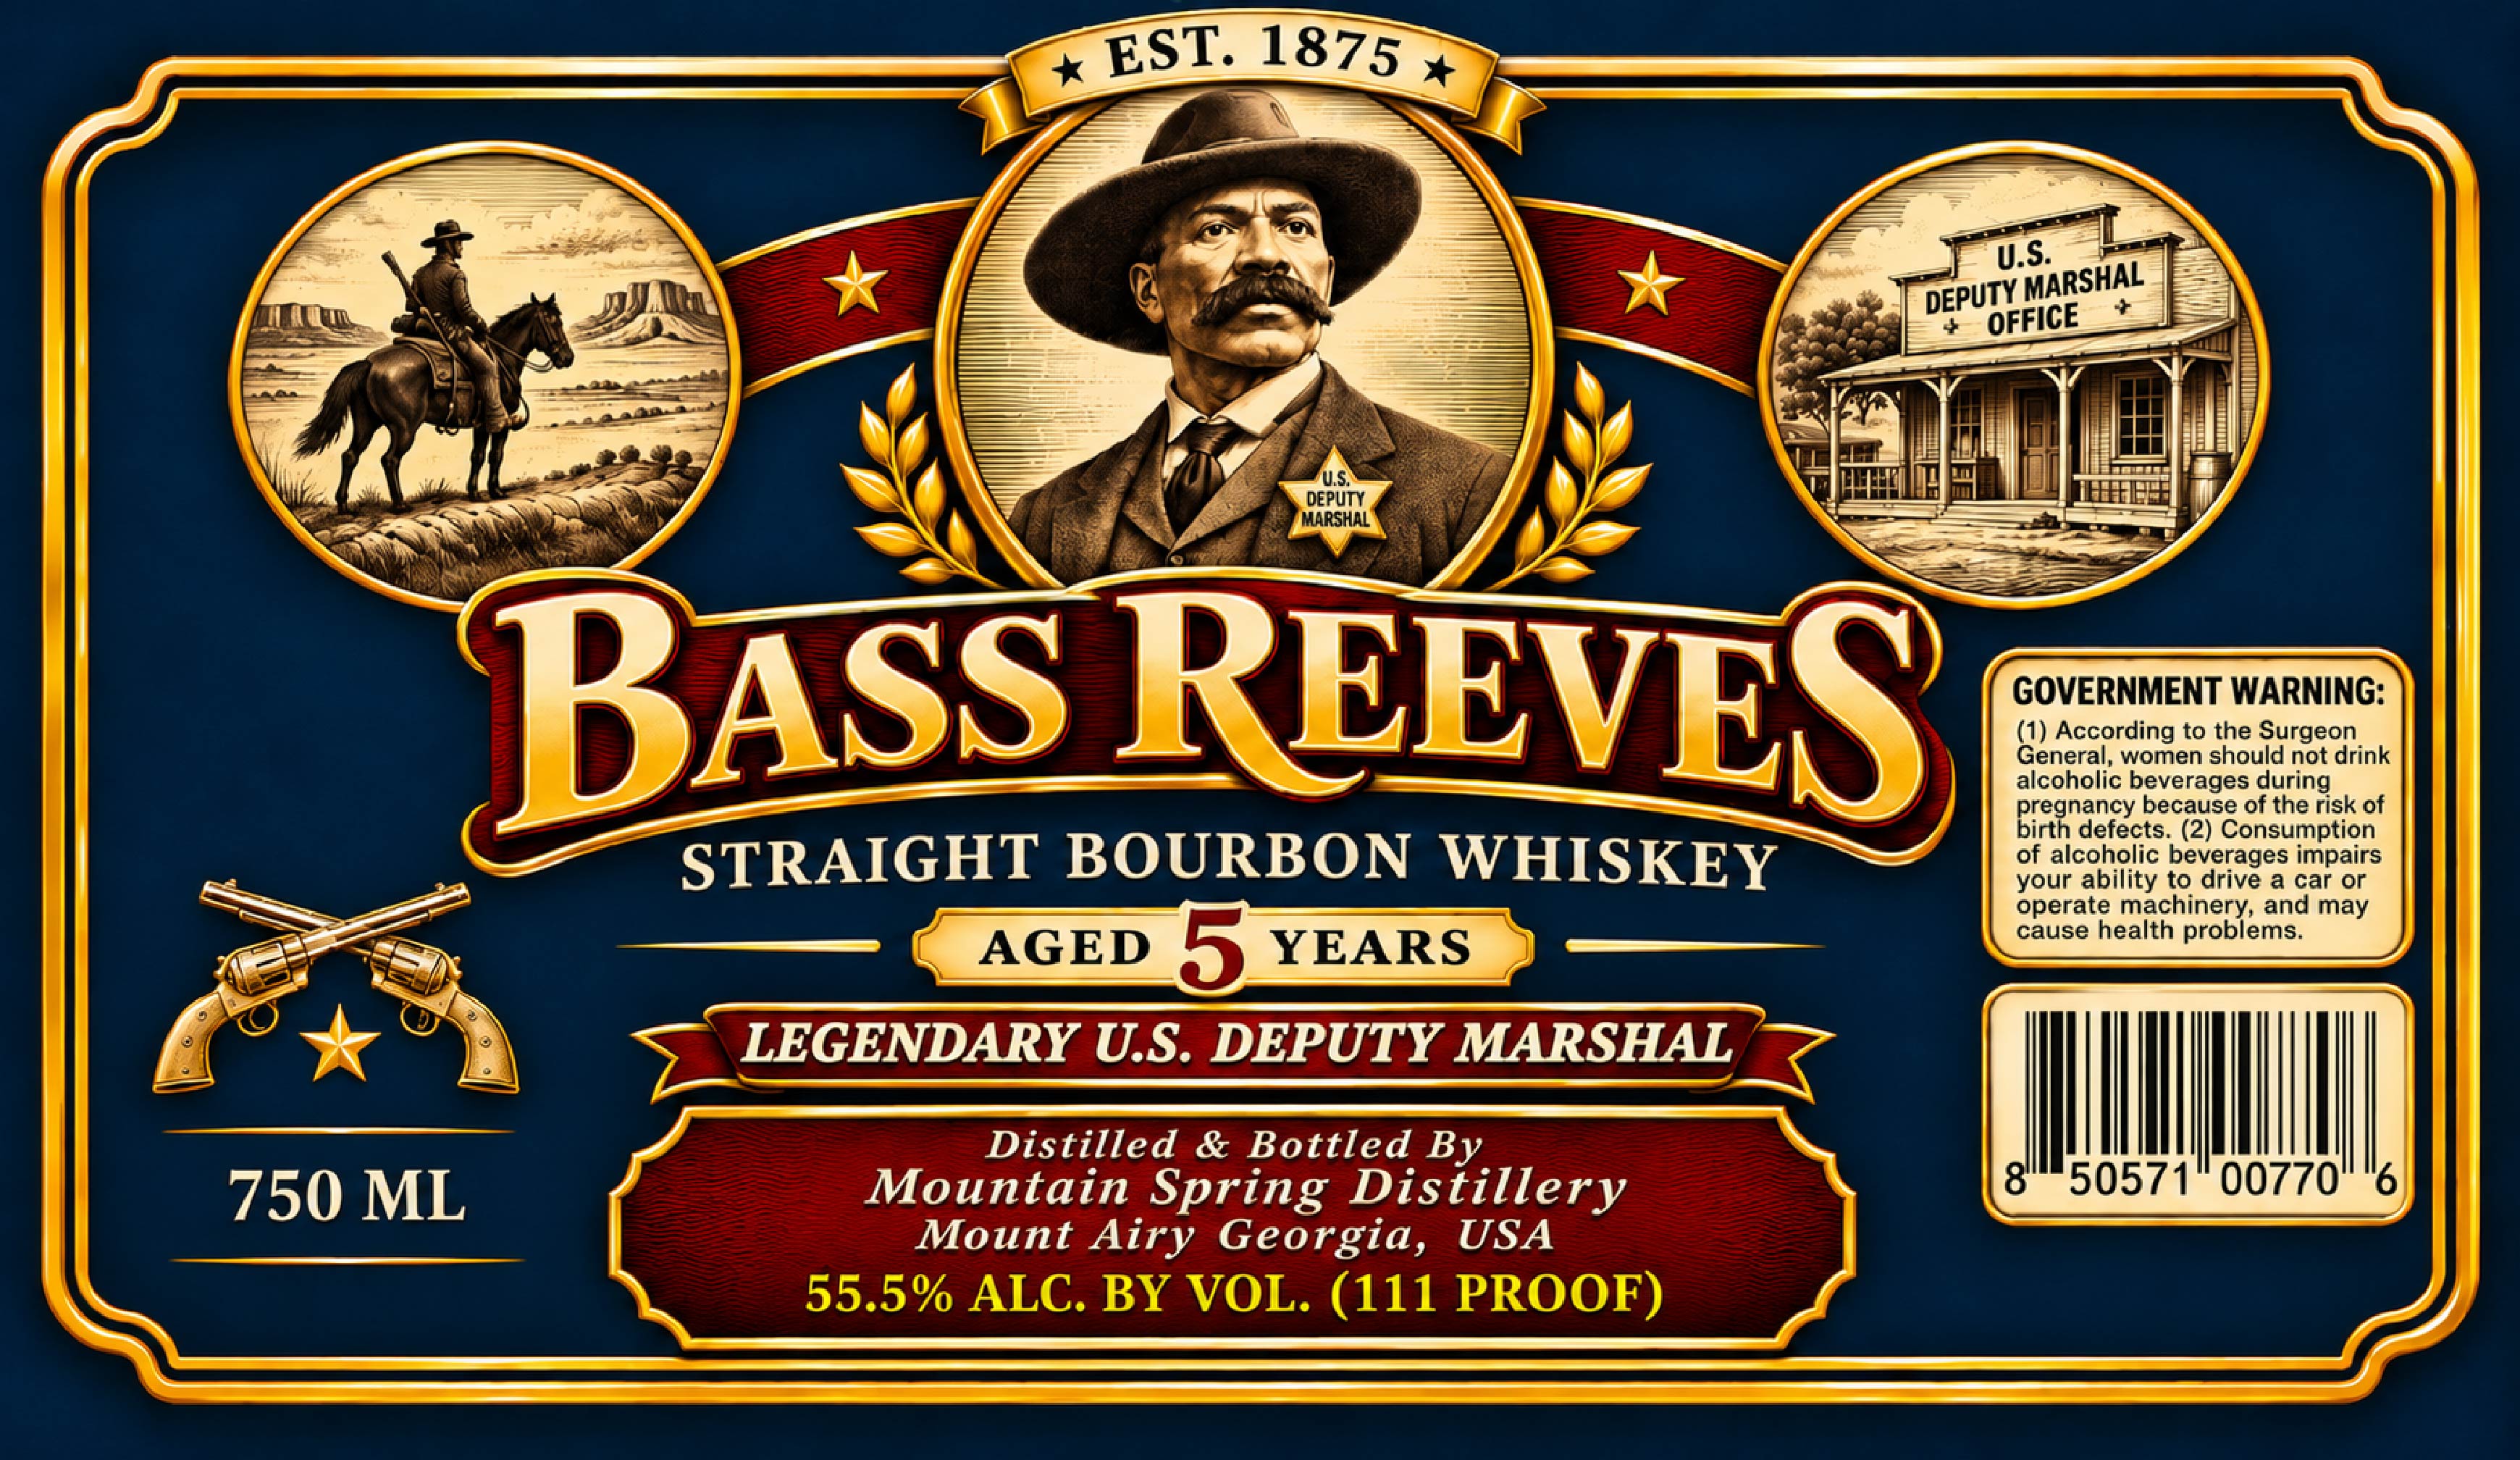 ★ EST. 1875 ★
U.S.
DEPUTY MARSHAL
OFFICE
U.S.
DEPUTY
MARSHAL
BASS REEVES
STRAIGHT BOURBON WHISKEY
AGED 5 YEARS
LEGENDARY U.S. DEPUTY MARSHAL
Distilled & Bottled By
Mountain Spring Distillery
Mount Airy Georgia, USA
55.5% ALC. BY VOL. (111 PROOF)
750 ML
GOVERNMENT WARNING:
(1) According to the Surgeon
General, women should not drink
alcoholic beverages during
pregnancy because of the risk of
birth defects. (2) Consumption
of alcoholic beverages impairs
your ability to drive a car or
operate machinery, and may
cause health problems.
8 50571 00770 6